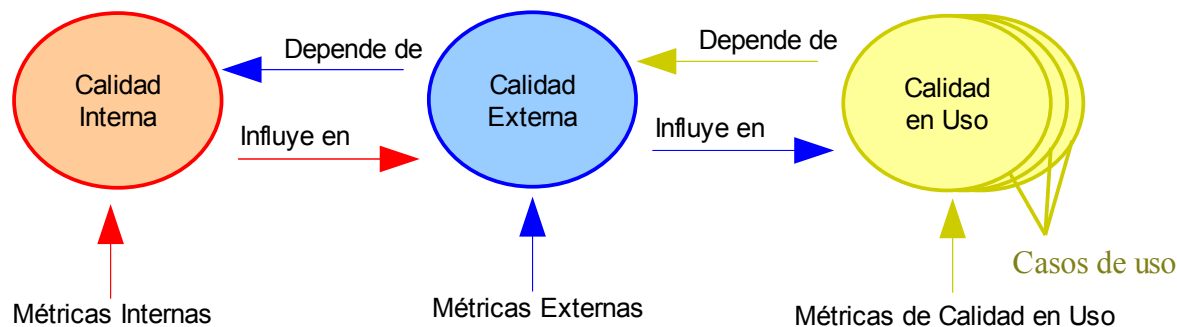 Depende de
Depende de
Calidad
Interna
Calidad
Externa
Calidad
en Uso
Influye en
Influye en
Casos de uso
Métricas Internas
Métricas Externas
Métricas de Calidad en Uso